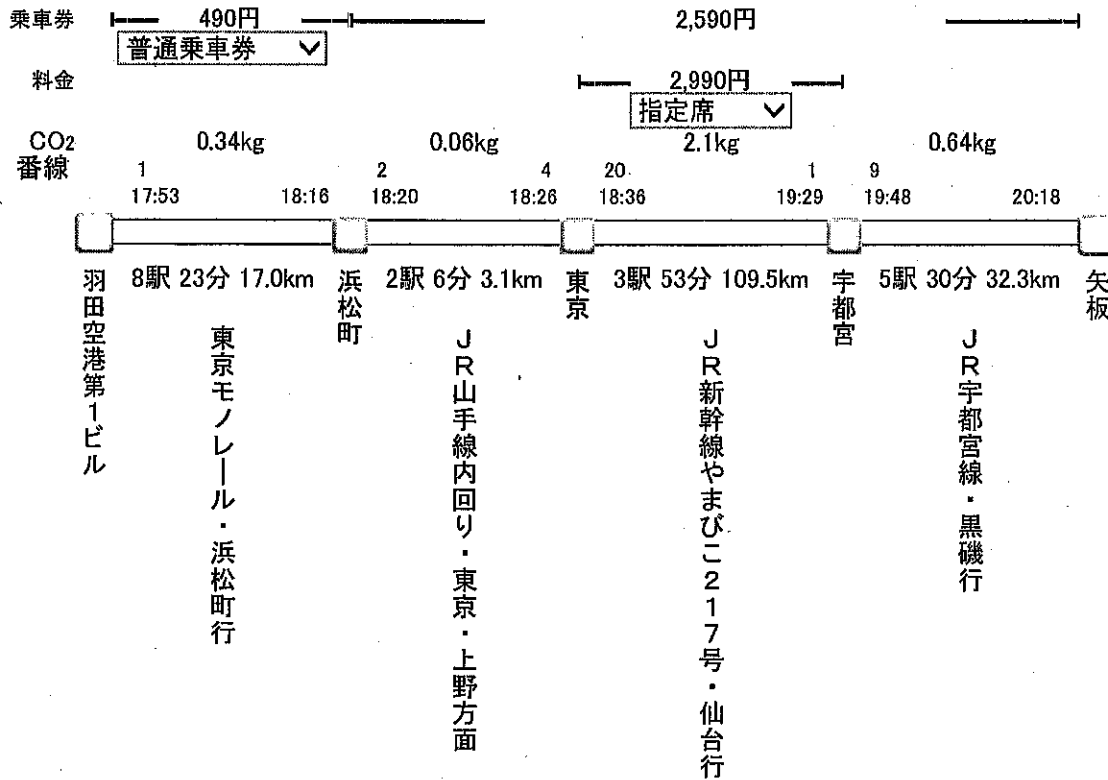 乗車券 490円 2,590円
普通乗車券
料金 2,990円
指定席
CO2 0.34kg 0.06kg 2.1kg 0.64kg
番線 1 2 4 20 1 9
17:53 18:16 18:20 18:26 18:36 19:29 19:48 20:18
8駅 23分 17.0km 2駅 6分 3.1km 3駅 53分 109.5km 5駅 30分 32.3km
羽田空港第1ビル
東京モノレール・浜松町行
浜松町
JR山手線内回り・東京・上野方面
東京
JR新幹線やまびこ217号・仙台行
宇都宮
JR宇都宮線・黒磯行
矢板